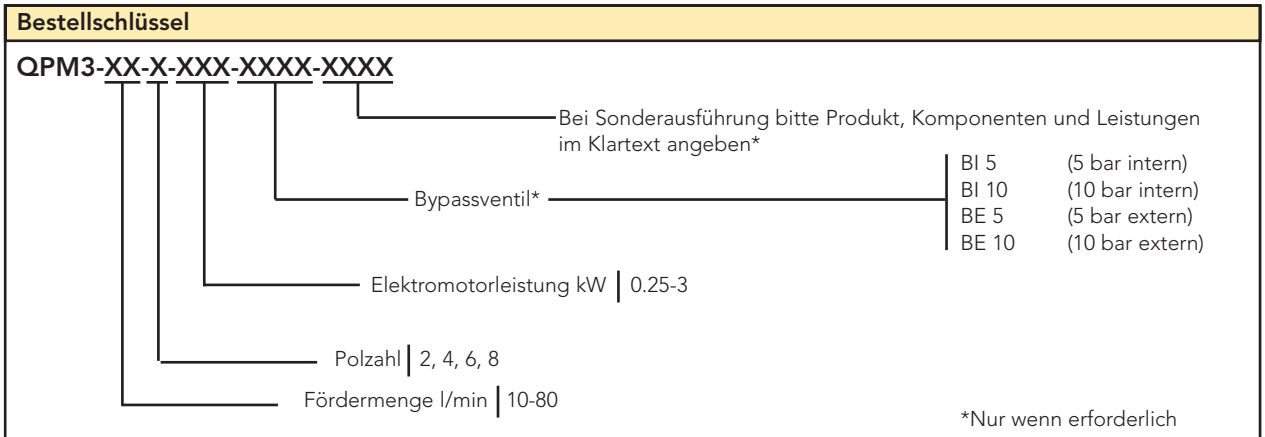 Bestellschlüssel
QPM3-XX-X-XXX-XXXX-XXXX
Bei Sonderausführung bitte Produkt, Komponenten und Leistungen
im Klartext angeben*
Bypassventil*
BI 5 (5 bar intern)
BI 10 (10 bar intern)
BE 5 (5 bar extern)
BE 10 (10 bar extern)
Elektromotorleistung kW 0.25-3
Polzahl 2, 4, 6, 8
Fördermenge l/min 10-80
*Nur wenn erforderlich